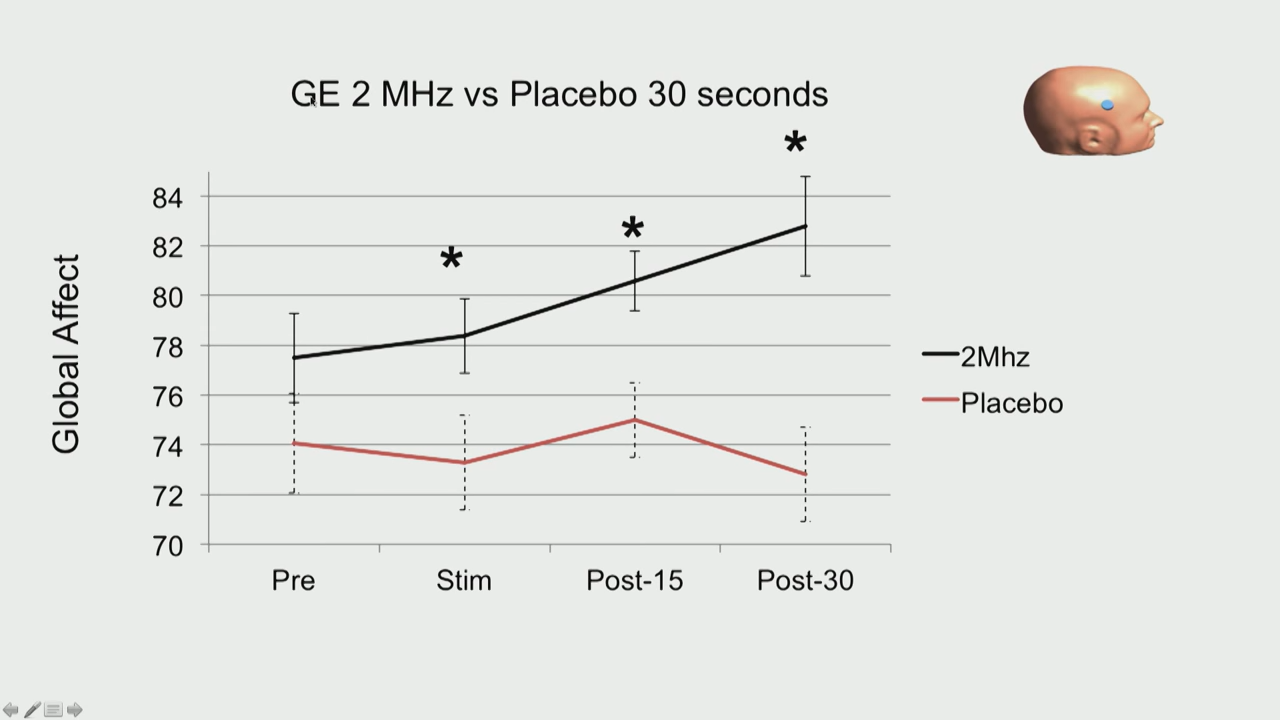 GE 2 MHz vs Placebo 30 seconds
*
*
*
84
82
80
78
76
74
72
70
Global Affect
Pre Stim Post-15 Post-30
2Mhz
Placebo